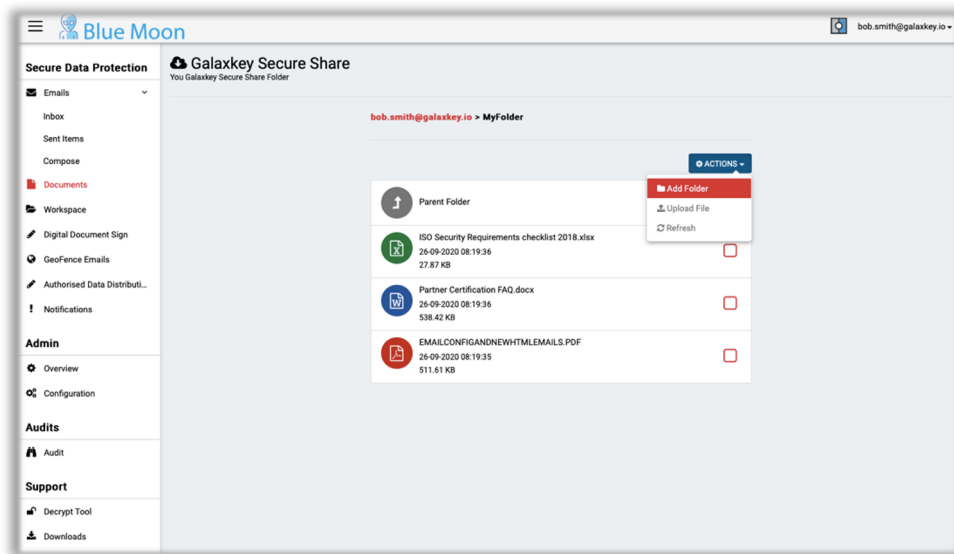 Blue Moon
bob.smith@galaxkey.io
Secure Data Protection
Emails
Inbox
Sent Items
Compose
Documents
Workspace
Digital Document Sign
GeoFence Emails
Authorised Data Distributi...
Notifications
Admin
Overview
Configuration
Audits
Audit
Support
Decrypt Tool
Downloads
Galaxkey Secure Share
You Galaxkey Secure Share Folder
bob.smith@galaxkey.io > MyFolder
ACTIONS
Add Folder
Upload File
Refresh
Parent Folder
ISO Security Requirements checklist 2018.xlsx
26-09-2020 08:19:36
27.87 KB
Partner Certification FAQ.docx
26-09-2020 08:19:36
538.42 KB
EMAILCONFIGANDNEWHTMLEMAILS.PDF
26-09-2020 08:19:35
511.61 KB